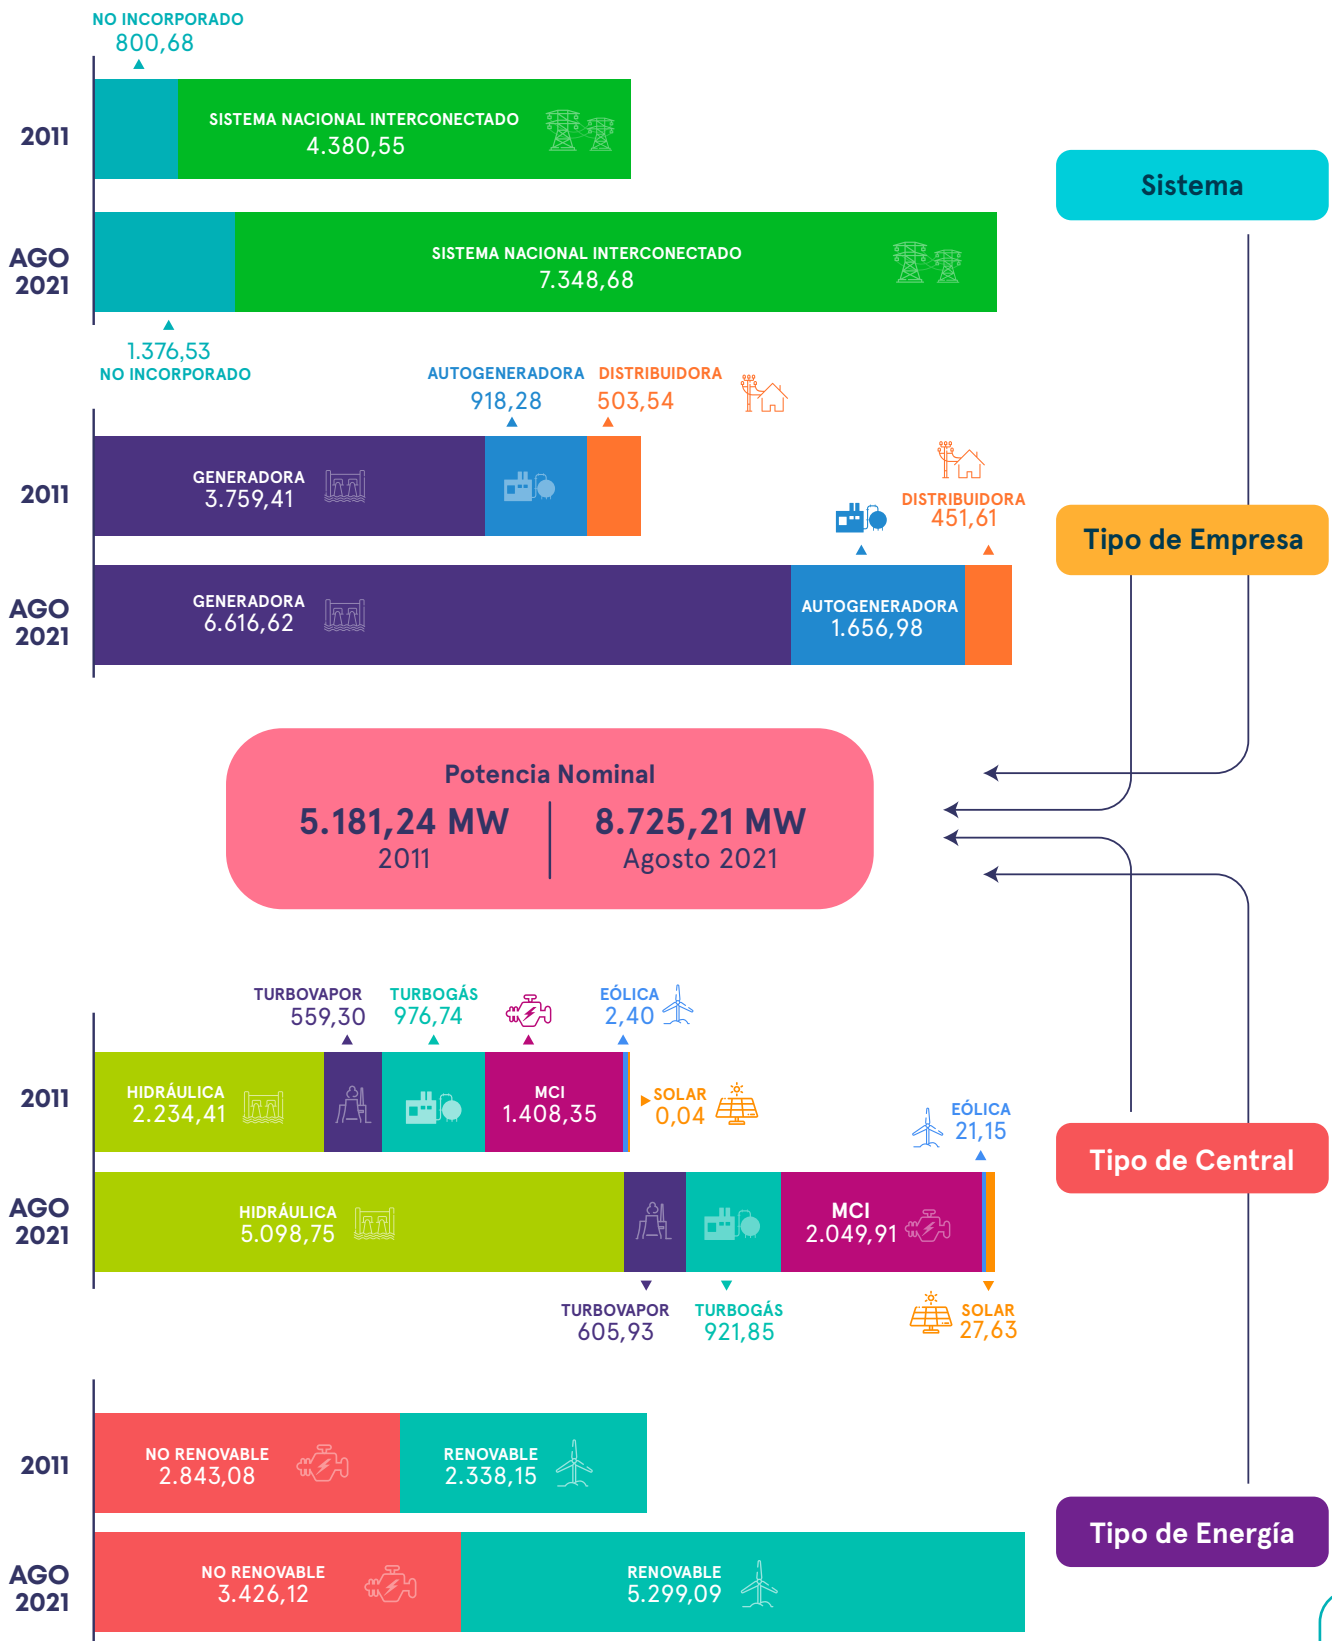 NO INCORPORADO
800,68
2011
SISTEMA NACIONAL INTERCONECTADO
4.380,55
Sistema
AGO
2021
SISTEMA NACIONAL INTERCONECTADO
7.348,68
1.376,53
NO INCORPORADO
AUTOGENERADORA
918,28
DISTRIBUIDORA
503,54
2011
GENERADORA
3.759,41
DISTRIBUIDORA
451,61
Tipo de Empresa
AGO
2021
GENERADORA
6.616,62
AUTOGENERADORA
1.656,98
Potencia Nominal
5.181,24 MW
2011
8.725,21 MW
Agosto 2021
TURBOVAPOR
559,30
TURBOGÁS
976,74
EÓLICA
2,40
2011
HIDRÁULICA
2.234,41
MCI
1.408,35
SOLAR
0,04
EÓLICA
21,15
Tipo de Central
AGO
2021
HIDRÁULICA
5.098,75
MCI
2.049,91
TURBOVAPOR
605,93
TURBOGÁS
921,85
SOLAR
27,63
2011
NO RENOVABLE
2.843,08
RENOVABLE
2.338,15
Tipo de Energía
AGO
2021
NO RENOVABLE
3.426,12
RENOVABLE
5.299,09